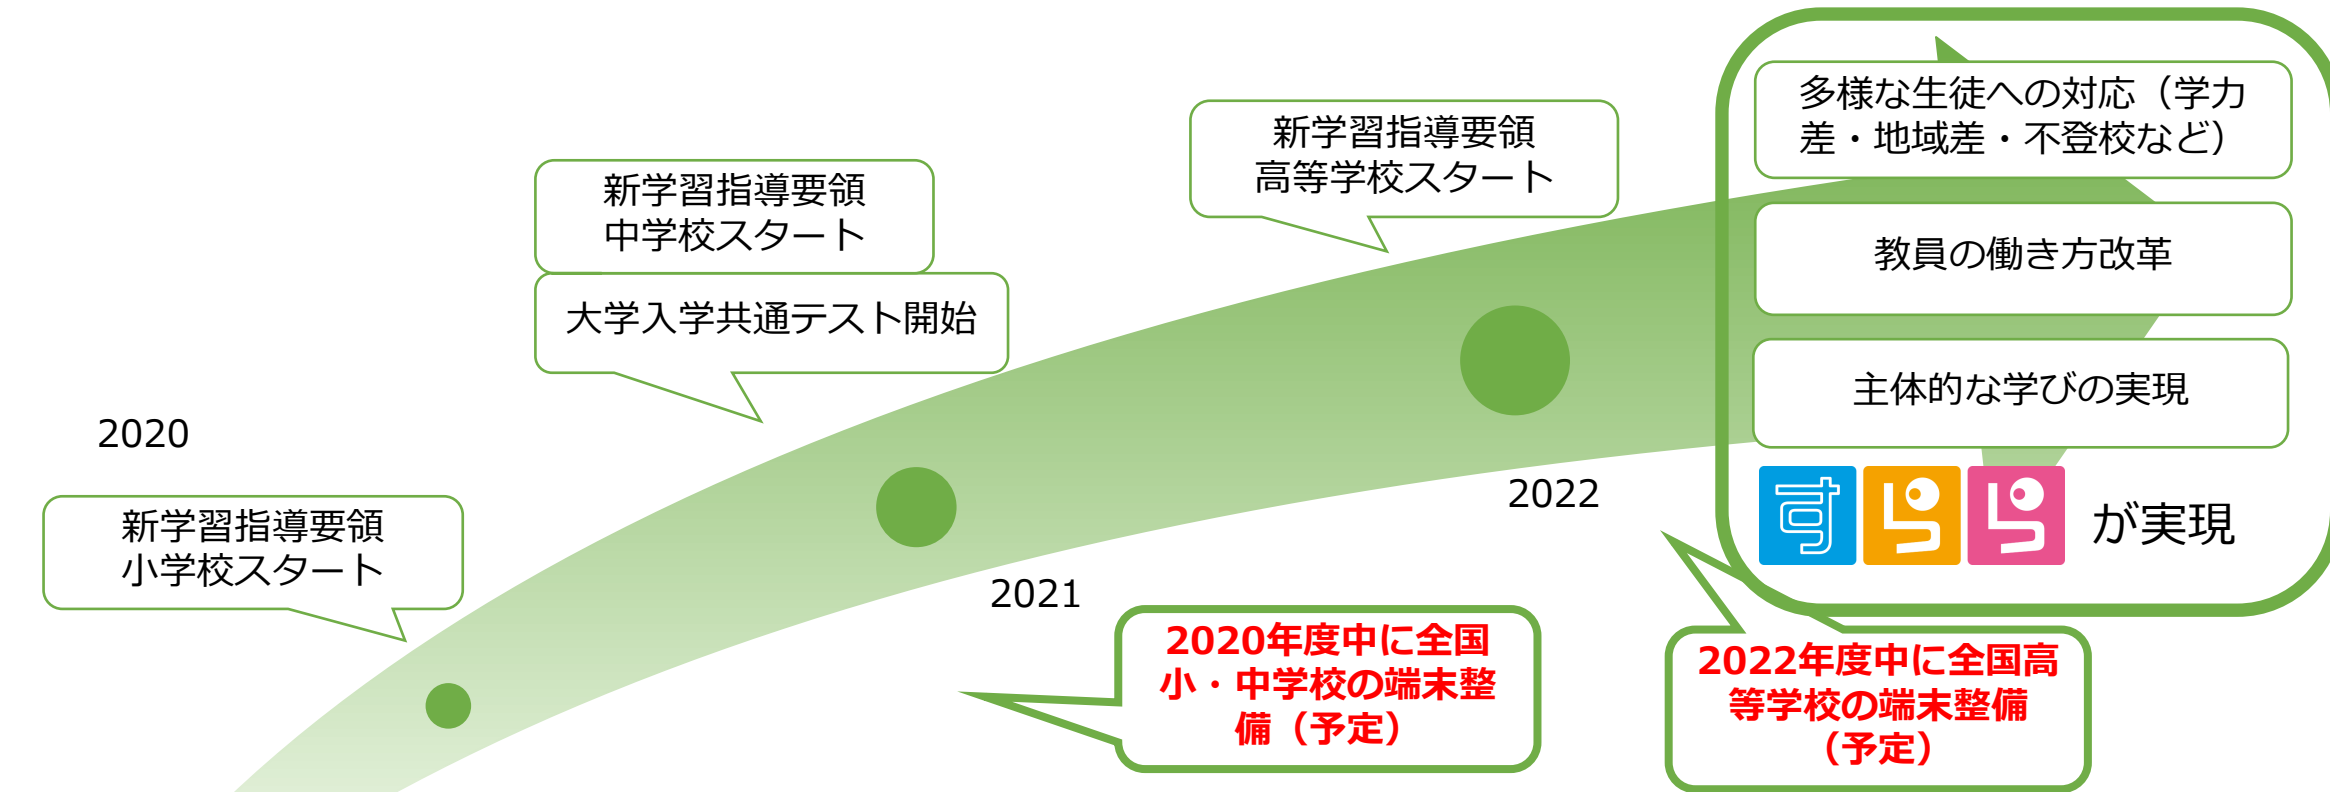 2020
新学習指導要領
小学校スタート
新学習指導要領
中学校スタート
大学入学共通テスト開始
2021
2020年度中に全国
小・中学校の端末整
備（予定）
新学習指導要領
高等学校スタート
2022
2022年度中に全国高
等学校の端末整備
（予定）
多様な生徒への対応（学力
差・地域差・不登校など）
教員の働き方改革
主体的な学びの実現
すらら が実現